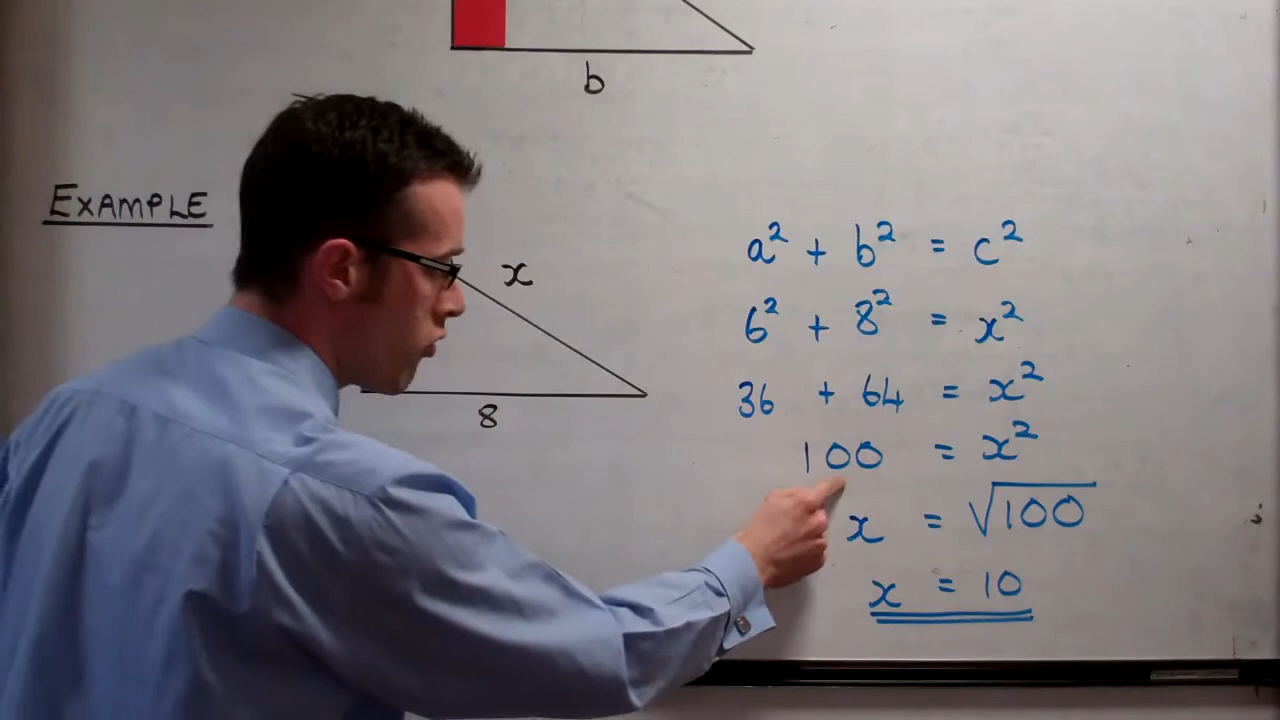 b
EXAMPLE
x
8
a² + b² = c²
6² + 8² = x²
36 + 64 = x²
100 = x²
x = √100
x = 10